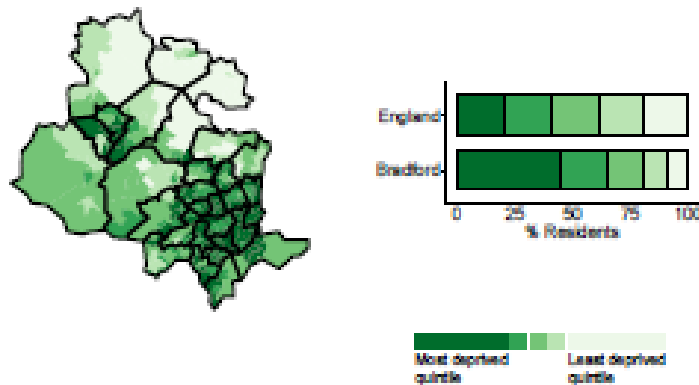 England
Bradford
0 25 50 75 100
% Residents
Most deprived Least deprived
quintile quintile